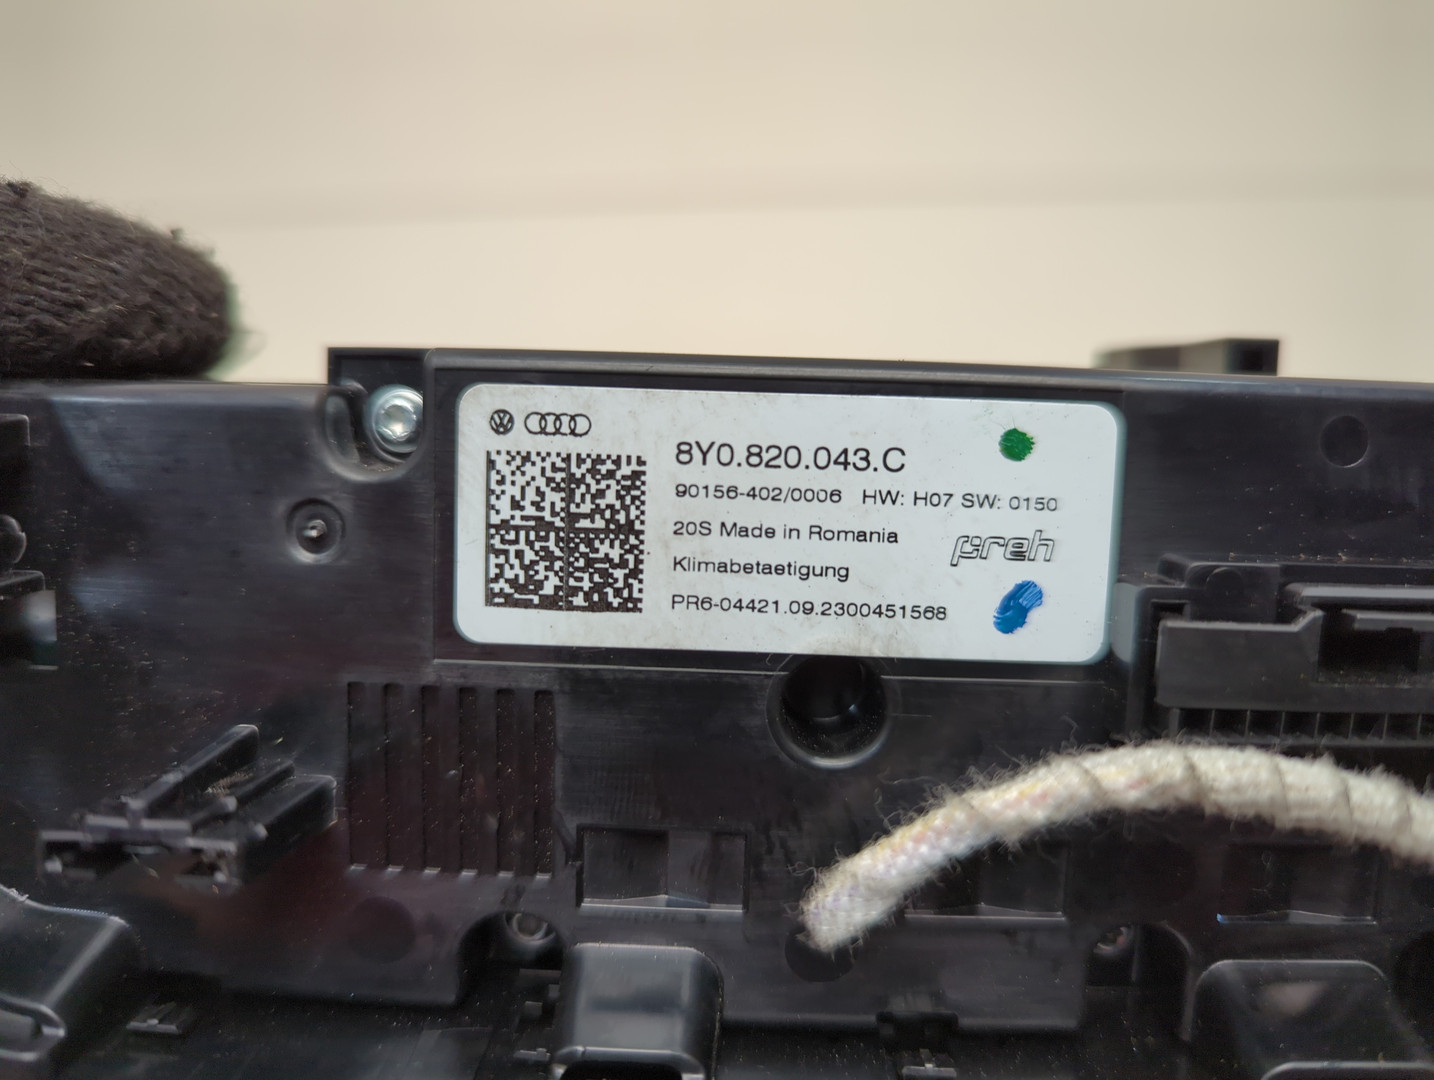 8Y0.820.043.C
90156-402/0006 HW: H07 SW: 0150
20S Made in Romania
preh
Klimabetaetigung
PR6-04421.09.2300451568